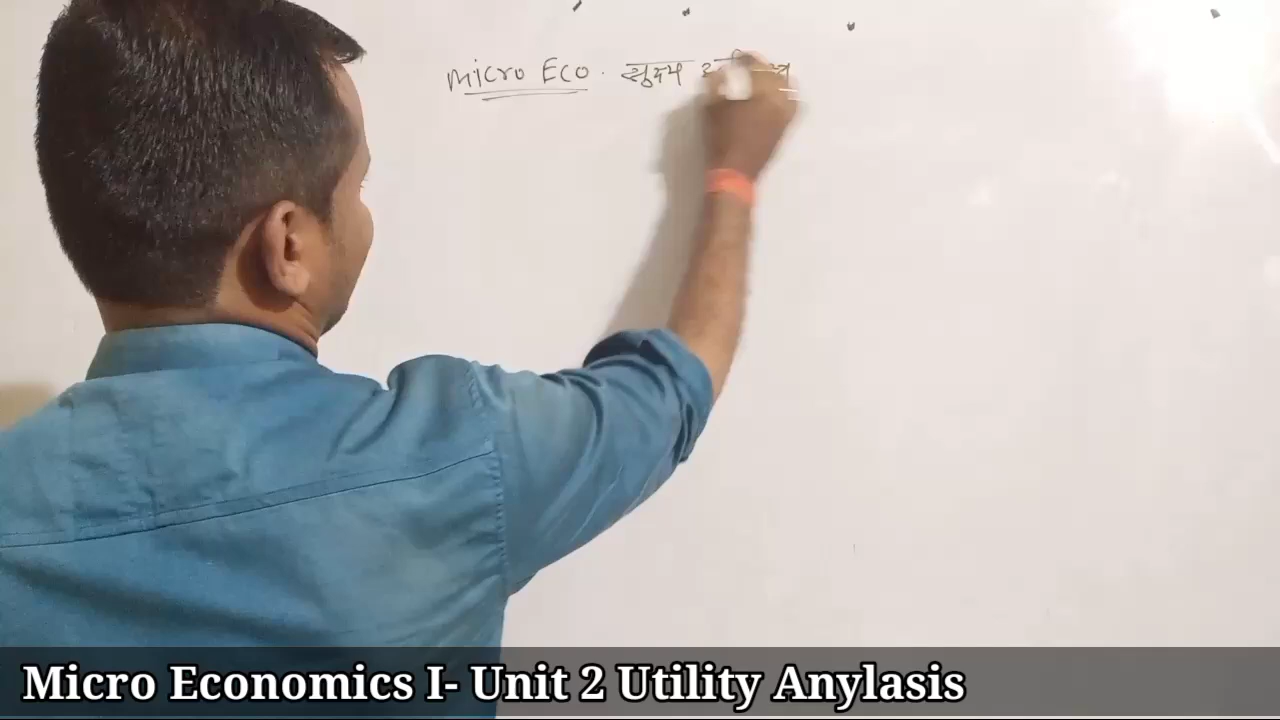 Micro Eco. सूक्ष्म
Micro Economics I- Unit 2 Utility Anylasis